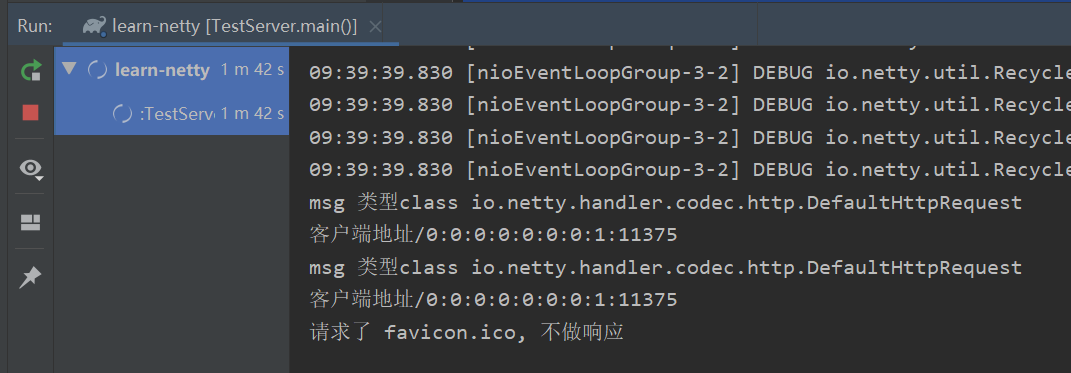 Run:
learn-netty [TestServer.main()]
learn-netty 1 m 42 s
:TestServ 1 m 42 s
09:39:39.830 [nioEventLoopGroup-3-2] DEBUG io.netty.util.Recycle
09:39:39.830 [nioEventLoopGroup-3-2] DEBUG io.netty.util.Recycle
09:39:39.830 [nioEventLoopGroup-3-2] DEBUG io.netty.util.Recycle
09:39:39.830 [nioEventLoopGroup-3-2] DEBUG io.netty.util.Recycle
msg 类型class io.netty.handler.codec.http.DefaultHttpRequest
客户端地址/0:0:0:0:0:0:0:1:11375
msg 类型class io.netty.handler.codec.http.DefaultHttpRequest
客户端地址/0:0:0:0:0:0:0:1:11375
请求了 favicon.ico, 不做响应